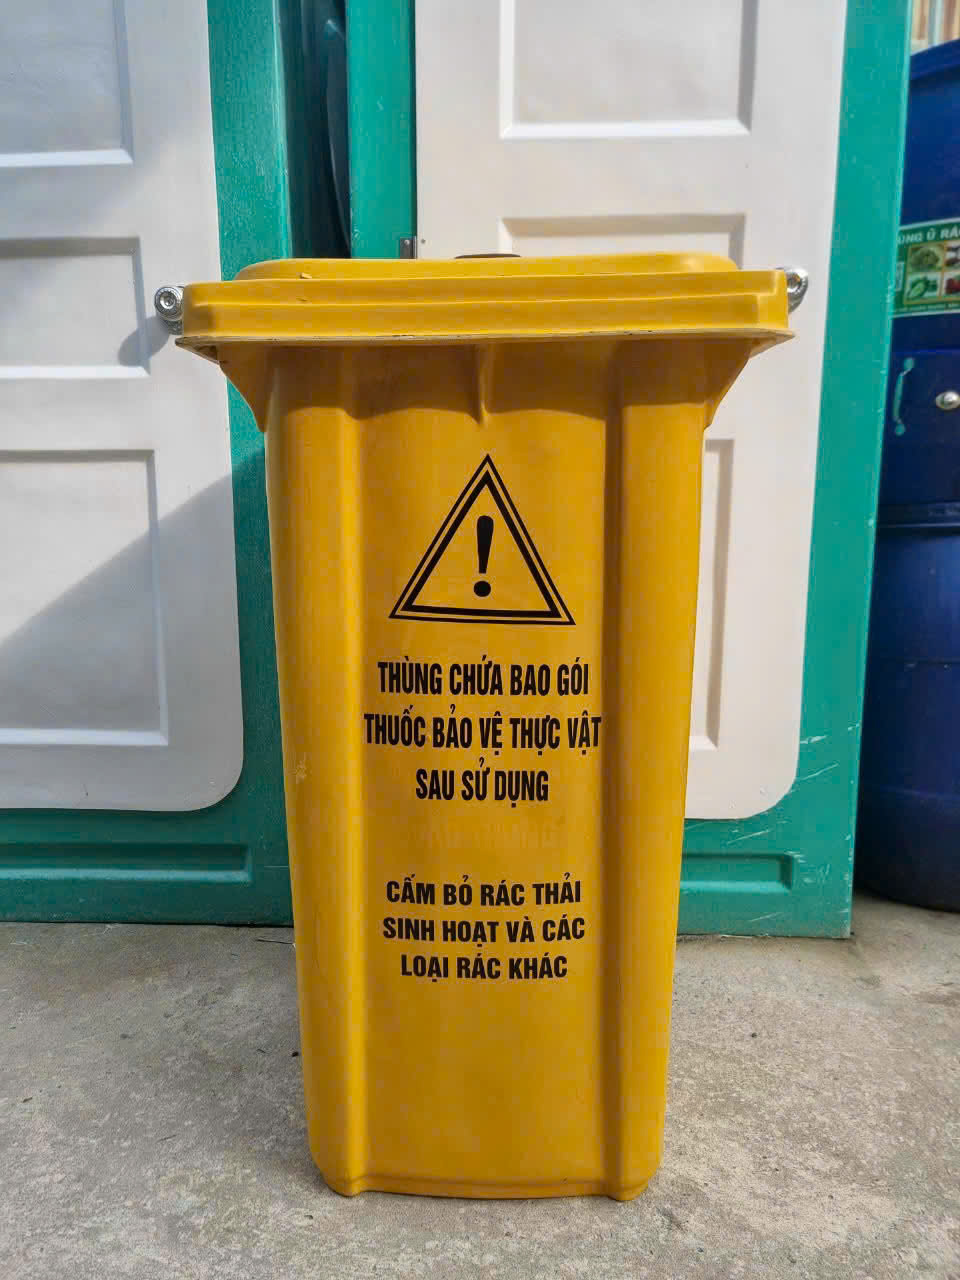 THÙNG CHỨA BAO GÓI
THUỐC BẢO VỆ THỰC VẬT
SAU SỬ DỤNG
CẤM BỎ RÁC THẢI
SINH HOẠT VÀ CÁC
LOẠI RÁC KHÁC
Ủ RÁC